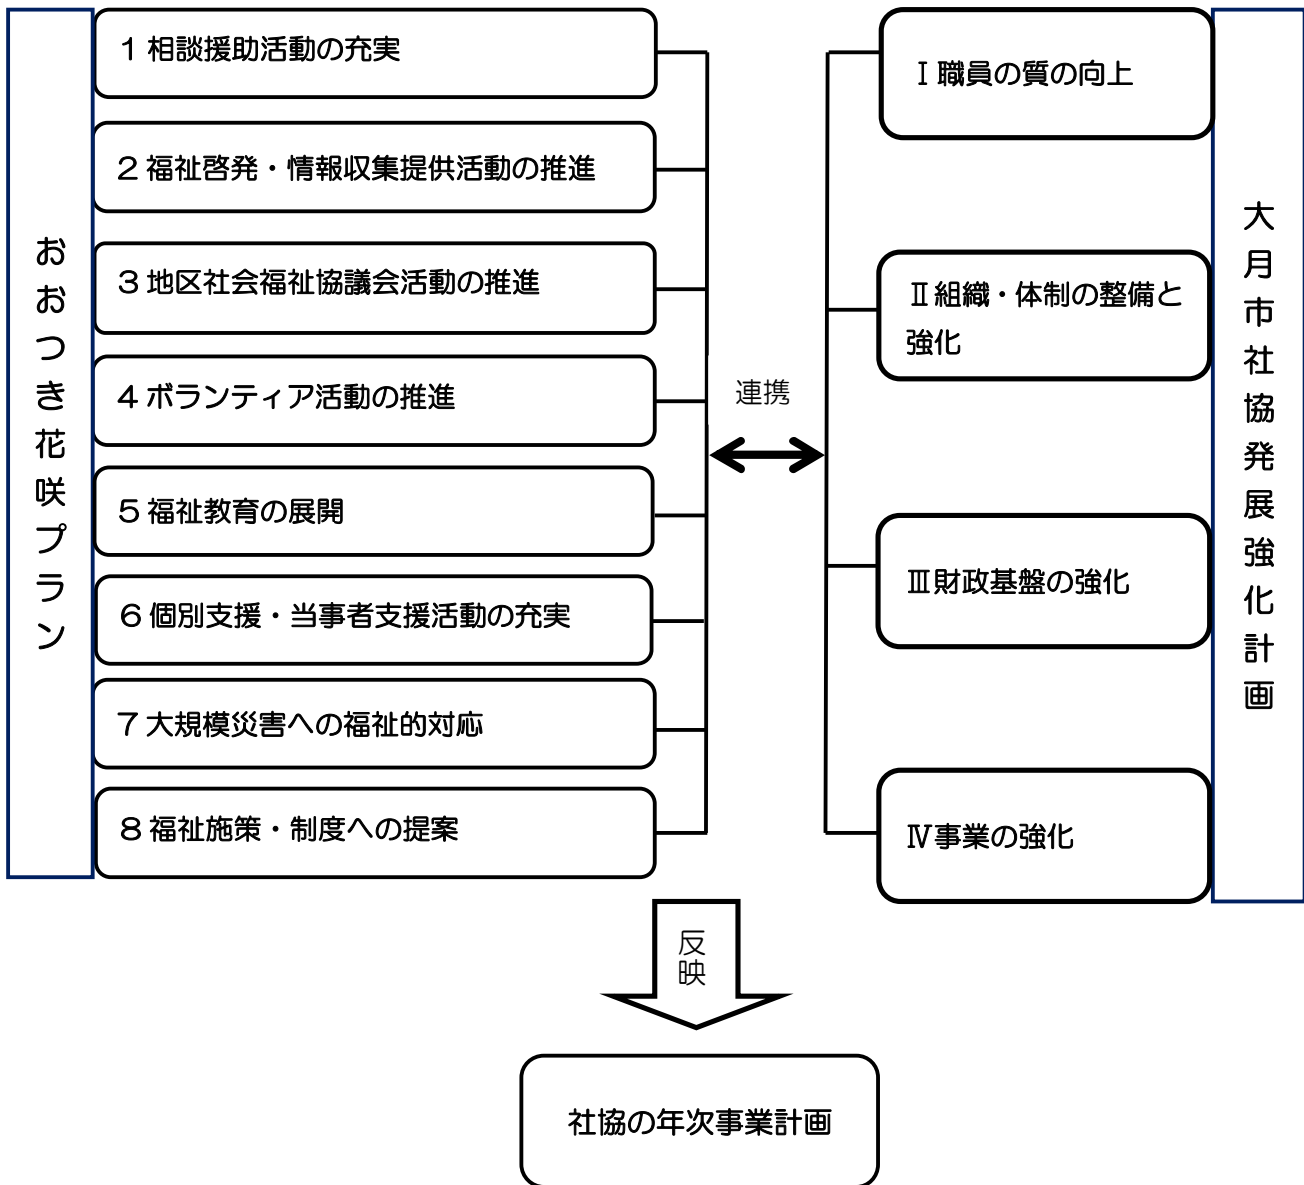 おおつき花咲プラン
１相談援助活動の充実
２福祉啓発・情報収集提供活動の推進
３地区社会福祉協議会活動の推進
４ボランティア活動の推進
５福祉教育の展開
６個別支援・当事者支援活動の充実
７大規模災害への福祉的対応
８福祉施策・制度への提案
連携
Ⅰ職員の質の向上
Ⅱ組織・体制の整備と
強化
Ⅲ財政基盤の強化
Ⅳ事業の強化
大月市社協発展強化計画
反映
社協の年次事業計画